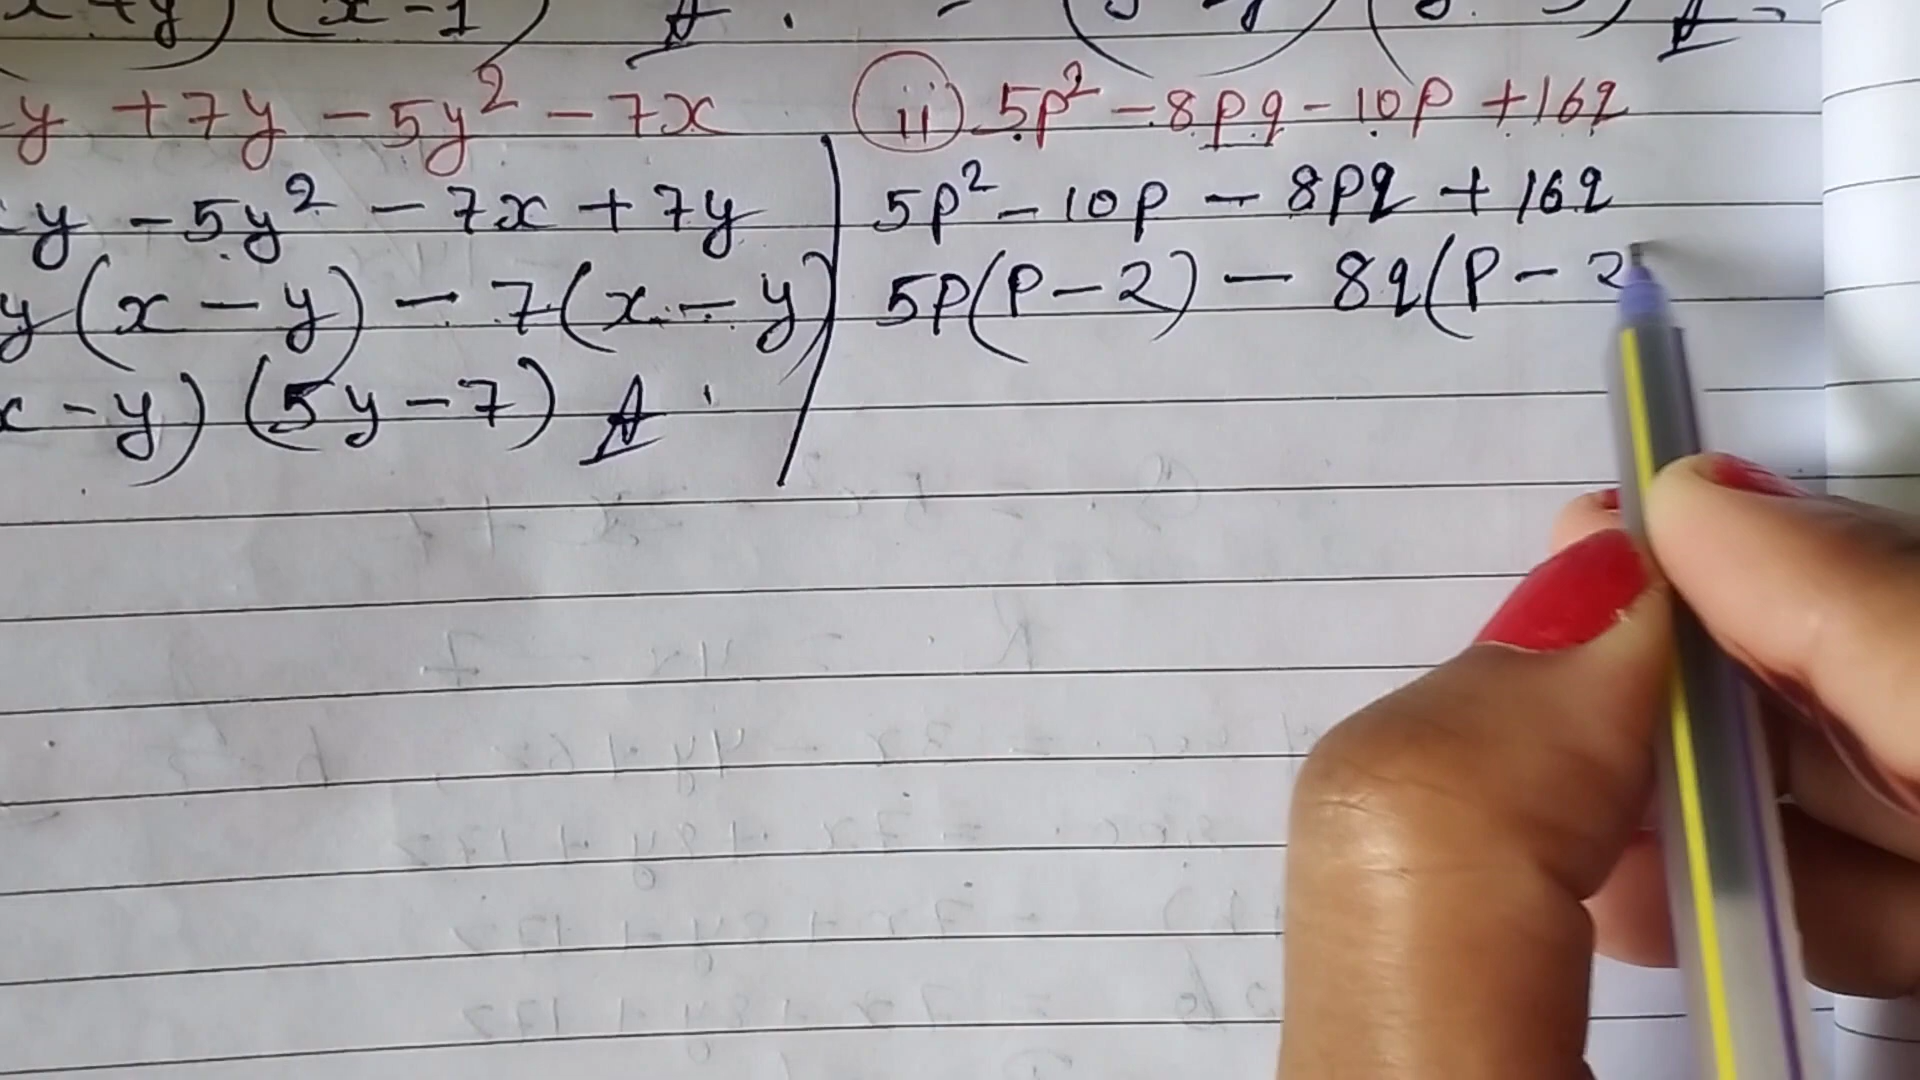 x + y) (x - 1)
y + 7y - 5y² - 7x
y - 5y² - 7x + 7y
y(x - y) - 7(x - y)
x - y) (5y - 7) A.
ii) 5p² - 8pq - 10p + 16q
5p² - 10p - 8pq + 16q
5p(p - 2) - 8q(p - 2